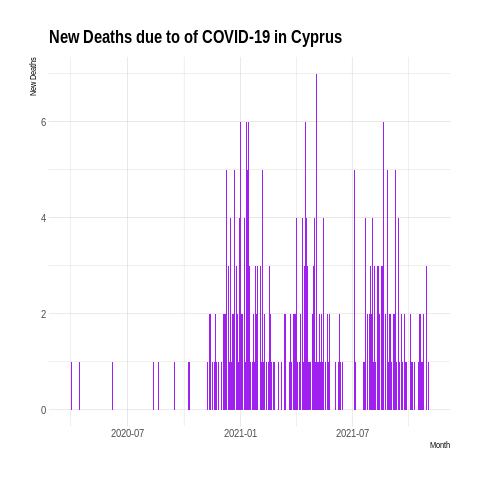 New Deaths due to of COVID-19 in Cyprus
New Deaths
6
4
2
0
2020-07
2021-01
2021-07
Month